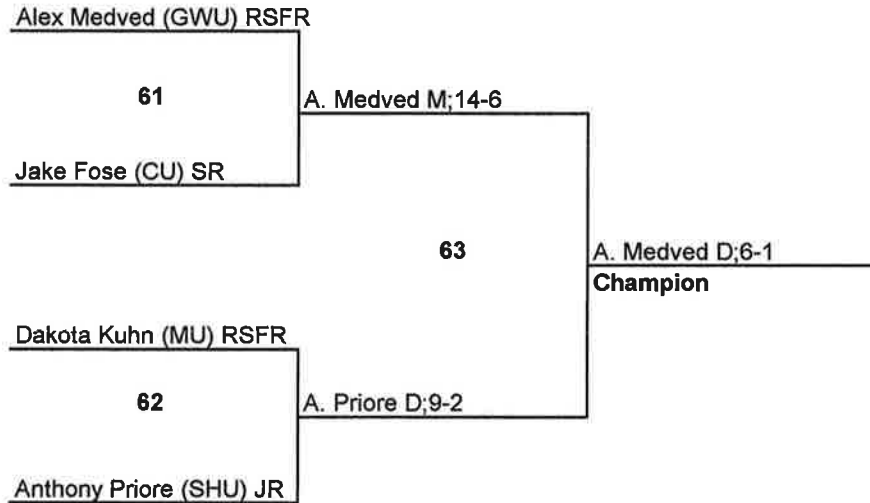 Alex Medved (GWU) RSFR
61
A. Medved M;14-6
Jake Fose (CU) SR
63
A. Medved D;6-1
Champion
Dakota Kuhn (MU) RSFR
62
A. Priore D;9-2
Anthony Priore (SHU) JR